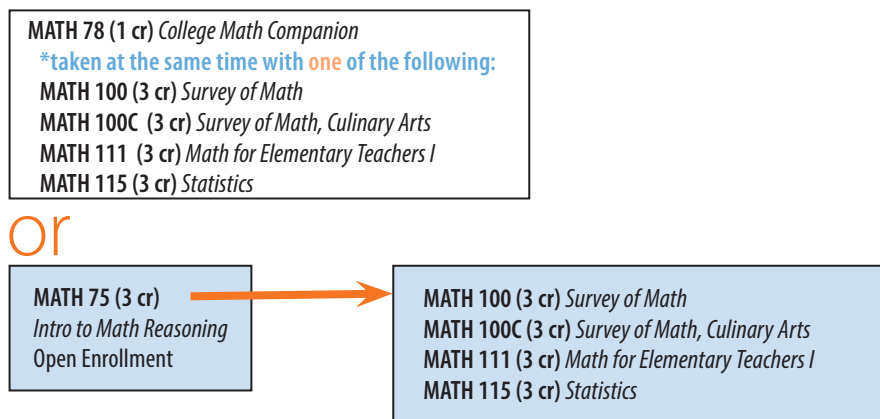 MATH 78 (1 cr) College Math Companion
*taken at the same time with one of the following:
MATH 100 (3 cr) Survey of Math
MATH 100C (3 cr) Survey of Math, Culinary Arts
MATH 111 (3 cr) Math for Elementary Teachers I
MATH 115 (3 cr) Statistics
or
MATH 75 (3 cr)
Intro to Math Reasoning
Open Enrollment
MATH 100 (3 cr) Survey of Math
MATH 100C (3 cr) Survey of Math, Culinary Arts
MATH 111 (3 cr) Math for Elementary Teachers I
MATH 115 (3 cr) Statistics